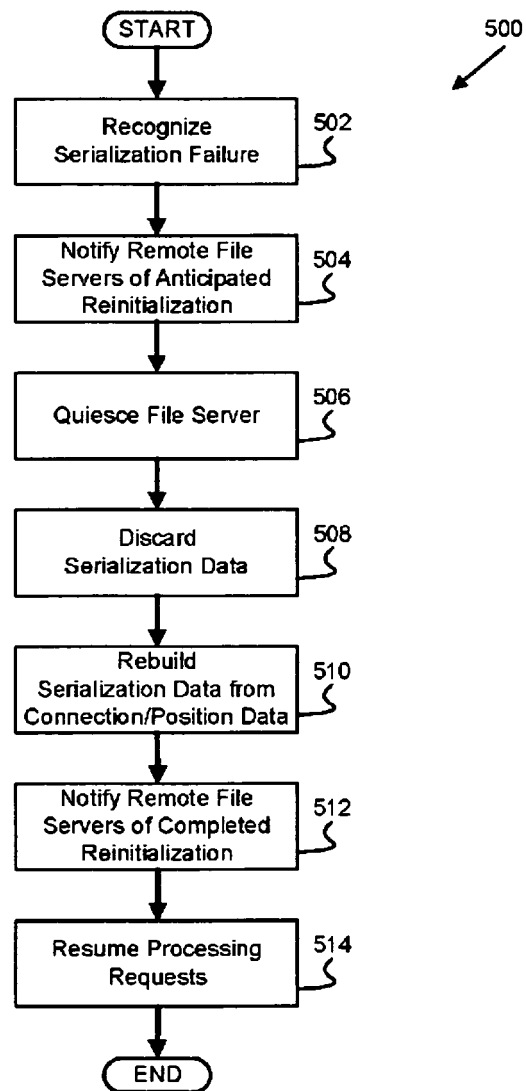 START
500
Recognize
Serialization Failure
502
Notify Remote File
Servers of Anticipated
Reinitialization
504
Quiesce File Server
506
Discard
Serialization Data
508
Rebuild
Serialization Data from
Connection/Position Data
510
Notify Remote File
Servers of Completed
Reinitialization
512
Resume Processing
Requests
514
END